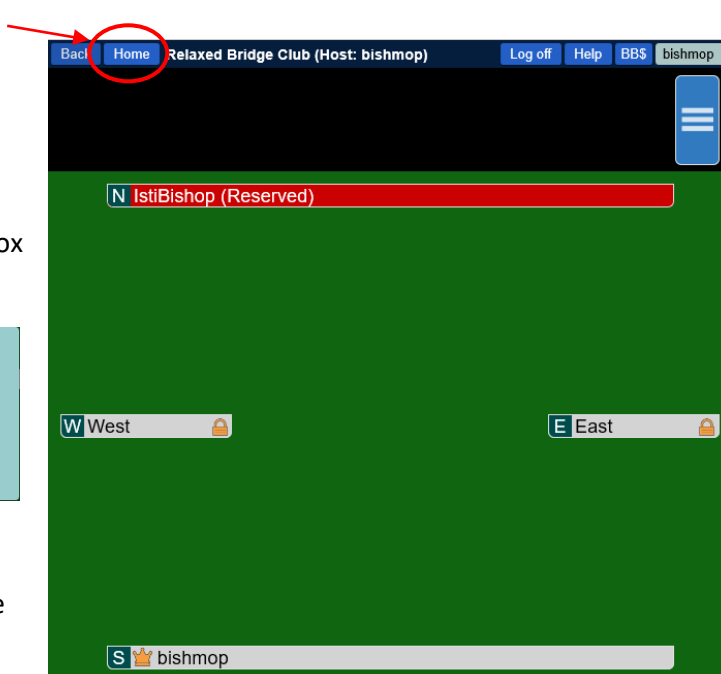 Back Home Relaxed Bridge Club (Host: bishmop) Log off Help BB$ bishmop
N IstiBishop (Reserved)
ox
W West
E East
e
S bishmop